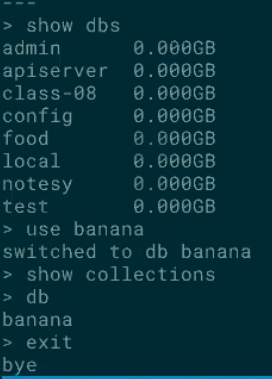 ---
> show dbs
admin 0.000GB
apiserver 0.000GB
class-08 0.000GB
config 0.000GB
food 0.000GB
local 0.000GB
notesy 0.000GB
test 0.000GB
> use banana
switched to db banana
> show collections
> db
banana
> exit
bye